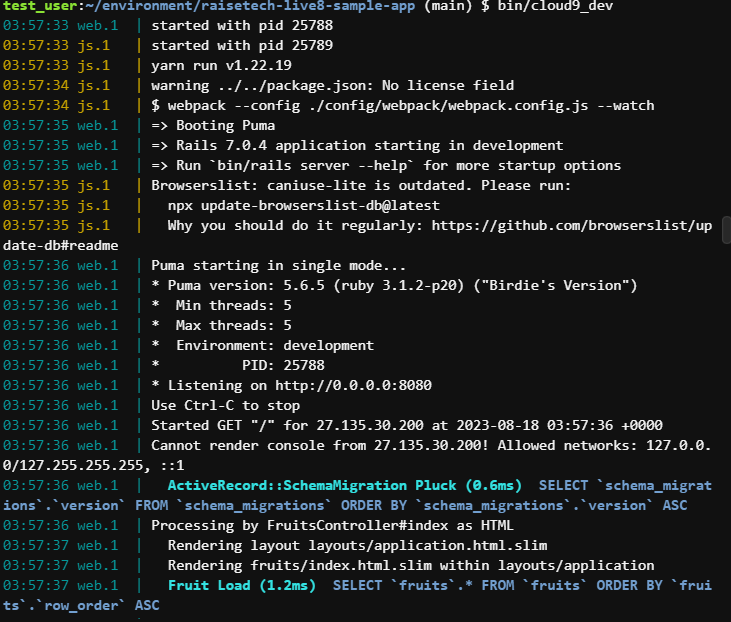 test_user:~/environment/raisetech-live8-sample-app (main) $ bin/cloud9_dev
03:57:33 web.1  | started with pid 25788
03:57:33 js.1   | started with pid 25789
03:57:33 js.1   | yarn run v1.22.19
03:57:34 js.1   | warning ../../package.json: No license field
03:57:34 js.1   | $ webpack --config ./config/webpack/webpack.config.js --watch
03:57:35 web.1  | => Booting Puma
03:57:35 web.1  | => Rails 7.0.4 application starting in development
03:57:35 web.1  | => Run `bin/rails server --help` for more startup options
03:57:35 js.1   | Browserslist: caniuse-lite is outdated. Please run:
03:57:35 js.1   |   npx update-browserslist-db@latest
03:57:35 js.1   |   Why you should do it regularly: https://github.com/browserslist/up
date-db#readme
03:57:36 web.1  | Puma starting in single mode...
03:57:36 web.1  | * Puma version: 5.6.5 (ruby 3.1.2-p20) ("Birdie's Version")
03:57:36 web.1  | *  Min threads: 5
03:57:36 web.1  | *  Max threads: 5
03:57:36 web.1  | *  Environment: development
03:57:36 web.1  | *          PID: 25788
03:57:36 web.1  | * Listening on http://0.0.0.0:8080
03:57:36 web.1  | Use Ctrl-C to stop
03:57:36 web.1  | Started GET "/" for 27.135.30.200 at 2023-08-18 03:57:36 +0000
03:57:36 web.1  | Cannot render console from 27.135.30.200! Allowed networks: 127.0.0.
0/127.255.255.255, ::1
03:57:36 web.1  |   ActiveRecord::SchemaMigration Pluck (0.6ms)  SELECT `schema_migrat
ions`.`version` FROM `schema_migrations` ORDER BY `schema_migrations`.`version` ASC
03:57:36 web.1  | Processing by FruitsController#index as HTML
03:57:37 web.1  |   Rendering layout layouts/application.html.slim
03:57:37 web.1  |   Rendering fruits/index.html.slim within layouts/application
03:57:37 web.1  |   Fruit Load (1.2ms)  SELECT `fruits`.* FROM `fruits` ORDER BY `frui
ts`.`row_order` ASC